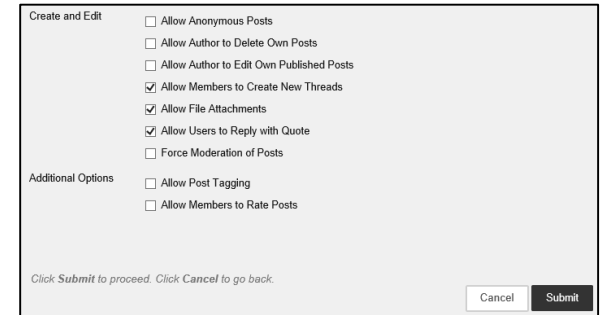 Create and Edit
Allow Anonymous Posts
Allow Author to Delete Own Posts
Allow Author to Edit Own Published Posts
Allow Members to Create New Threads
Allow File Attachments
Allow Users to Reply with Quote
Force Moderation of Posts
Additional Options
Allow Post Tagging
Allow Members to Rate Posts
Click Submit to proceed. Click Cancel to go back.
Cancel Submit